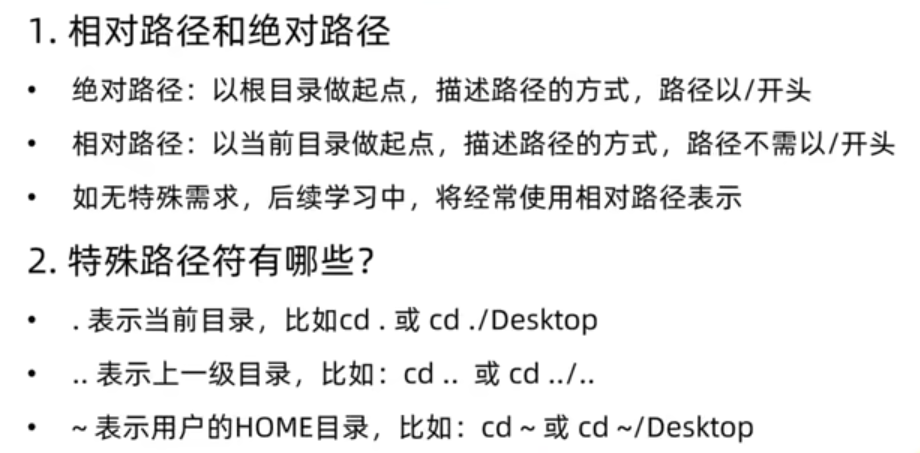 1. 相对路径和绝对路径
• 绝对路径：以根目录做起点，描述路径的方式，路径以/开头
• 相对路径：以当前目录做起点，描述路径的方式，路径不需以/开头
• 如无特殊需求，后续学习中，将经常使用相对路径表示
2. 特殊路径符有哪些？
• . 表示当前目录，比如cd . 或 cd ./Desktop
• .. 表示上一级目录，比如：cd .. 或 cd ../..
• ~ 表示用户的HOME目录，比如：cd ~ 或 cd ~/Desktop